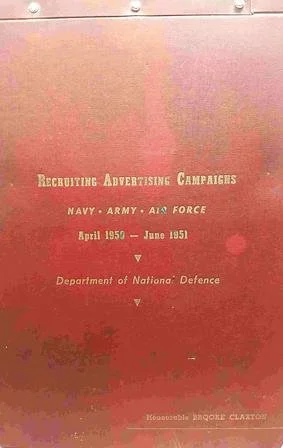 RECRUITING ADVERTISING CAMPAIGNS
NAVY • ARMY • AIR FORCE
April 1950 — June 1951
Department of National Defence
Honourable BROOKE CLAXTON